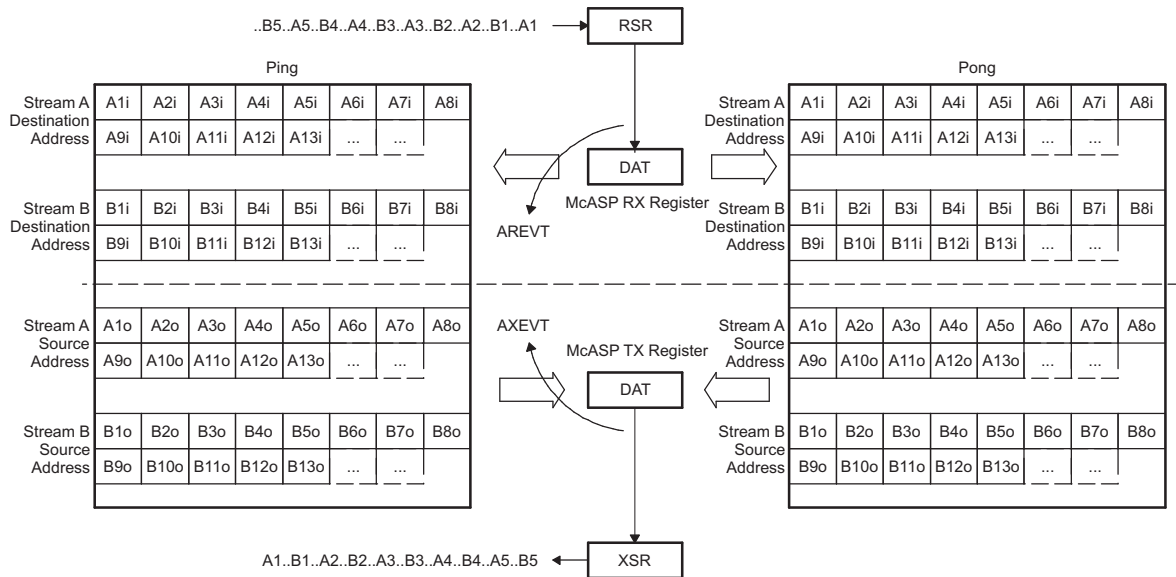 ..B5..A5..B4..A4..B3..A3..B2..A2..B1..A1
RSR
Ping
Pong
Stream A Destination Address
A1i A2i A3i A4i A5i A6i A7i A8i
A9i A10i A11i A12i A13i ... ...
Stream B Destination Address
B1i B2i B3i B4i B5i B6i B7i B8i
B9i B10i B11i B12i B13i ... ...
DAT
McASP RX Register
AREVT
Stream A Destination Address
A1i A2i A3i A4i A5i A6i A7i A8i
A9i A10i A11i A12i A13i ... ...
Stream B Destination Address
B1i B2i B3i B4i B5i B6i B7i B8i
B9i B10i B11i B12i B13i ... ...
Stream A Source Address
A1o A2o A3o A4o A5o A6o A7o A8o
A9o A10o A11o A12o A13o ... ...
Stream B Source Address
B1o B2o B3o B4o B5o B6o B7o B8o
B9o B10o B11o B12o B13o ... ...
AXEVT
McASP TX Register
DAT
Stream A Source Address
A1o A2o A3o A4o A5o A6o A7o A8o
A9o A10o A11o A12o A13o ... ...
Stream B Source Address
B1o B2o B3o B4o B5o B6o B7o B8o
B9o B10o B11o B12o B13o ... ...
A1..B1..A2..B2..A3..B3..A4..B4..A5..B5
XSR